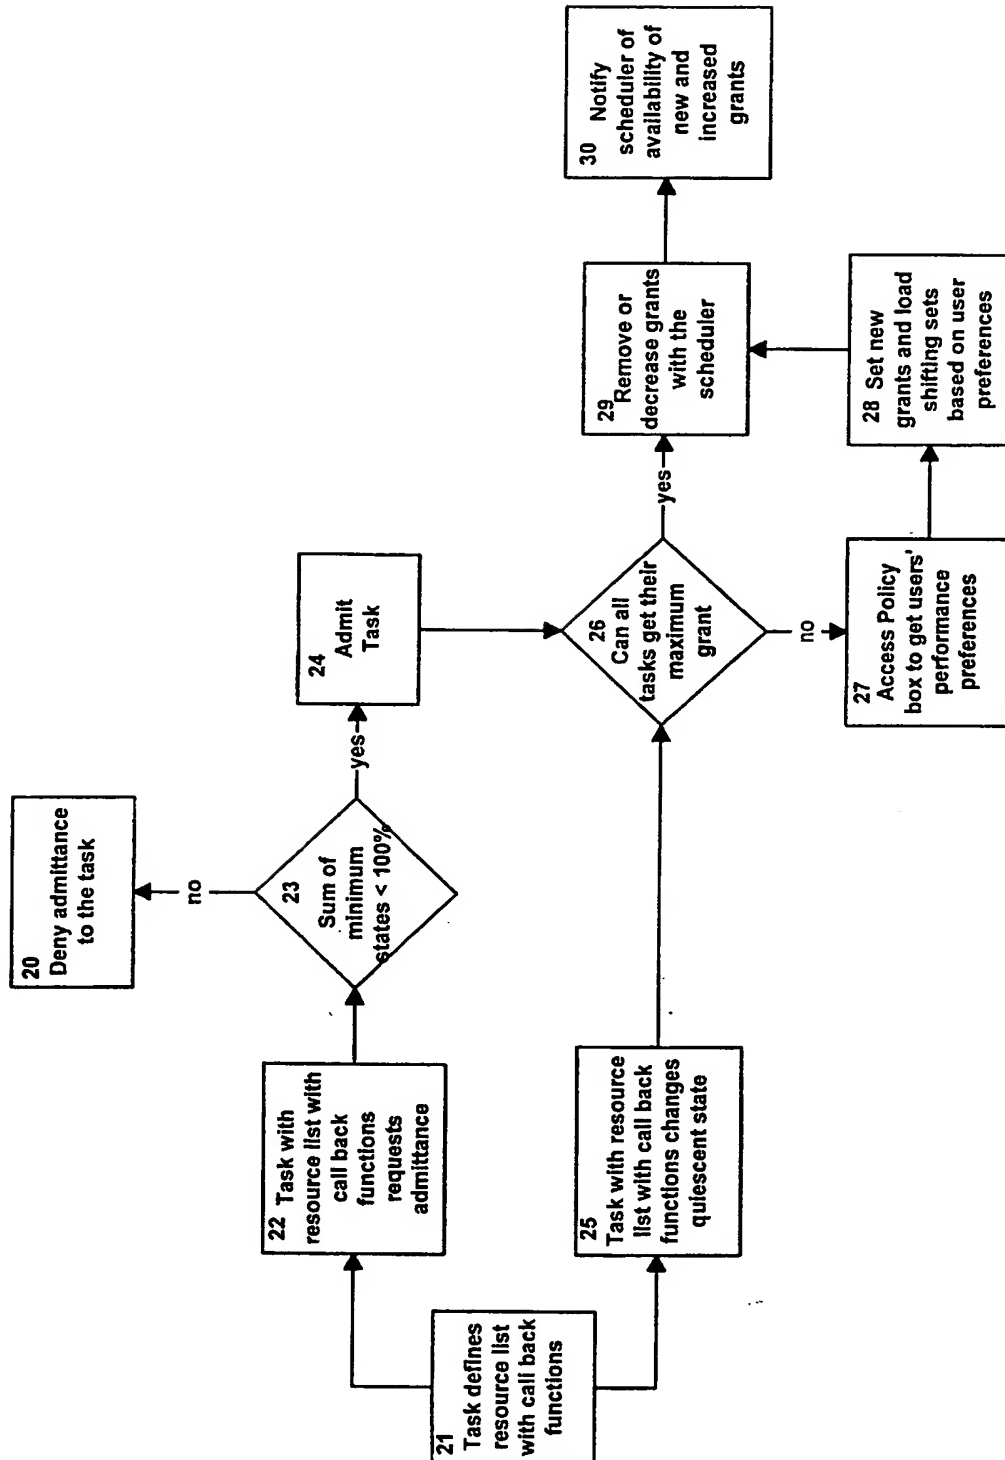 20
Deny admittance
to the task
no
23
Sum of
minimum
states < 100%
yes
22 Task with
resource list with
call back
functions
requests
admittance
24
Admit
Task
21
Task defines
resource list
with call back
functions
25
Task with resource
list with call back
functions changes
quiescent state
26
Can all
tasks get their
maximum
grant
yes
no
27
Access Policy
box to get users'
performance
preferences
28 Set new
grants and load
shifting sets
based on user
preferences
29
Remove or
decrease grants
with the
scheduler
30
Notify
scheduler of
availability of
new and
increased
grants